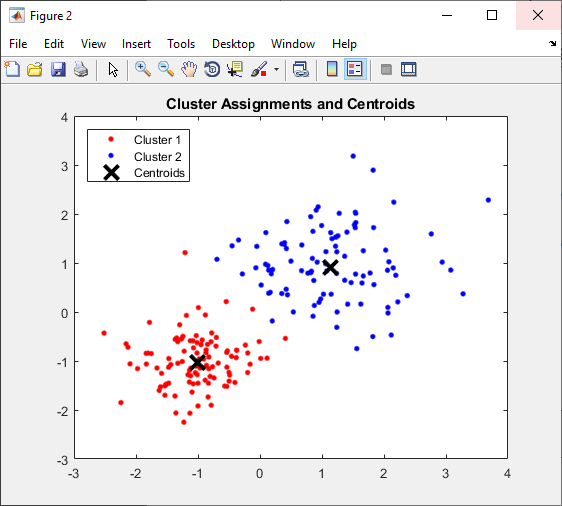 Figure 2
File Edit View Insert Tools Desktop Window Help
Cluster Assignments and Centroids
4
Cluster 1
Cluster 2
Centroids
3
2
1
0
-1
-2
-3
-3 -2 -1 0 1 2 3 4